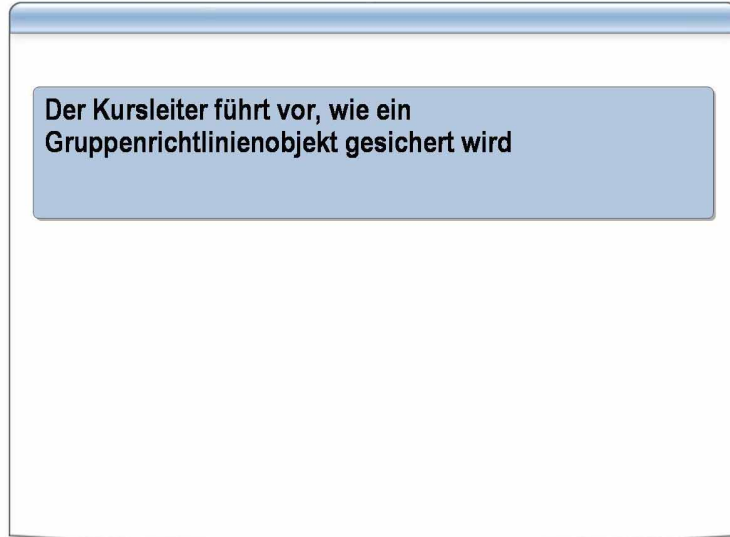 Der Kursleiter führt vor, wie ein
Gruppenrichtlinienobjekt gesichert wird